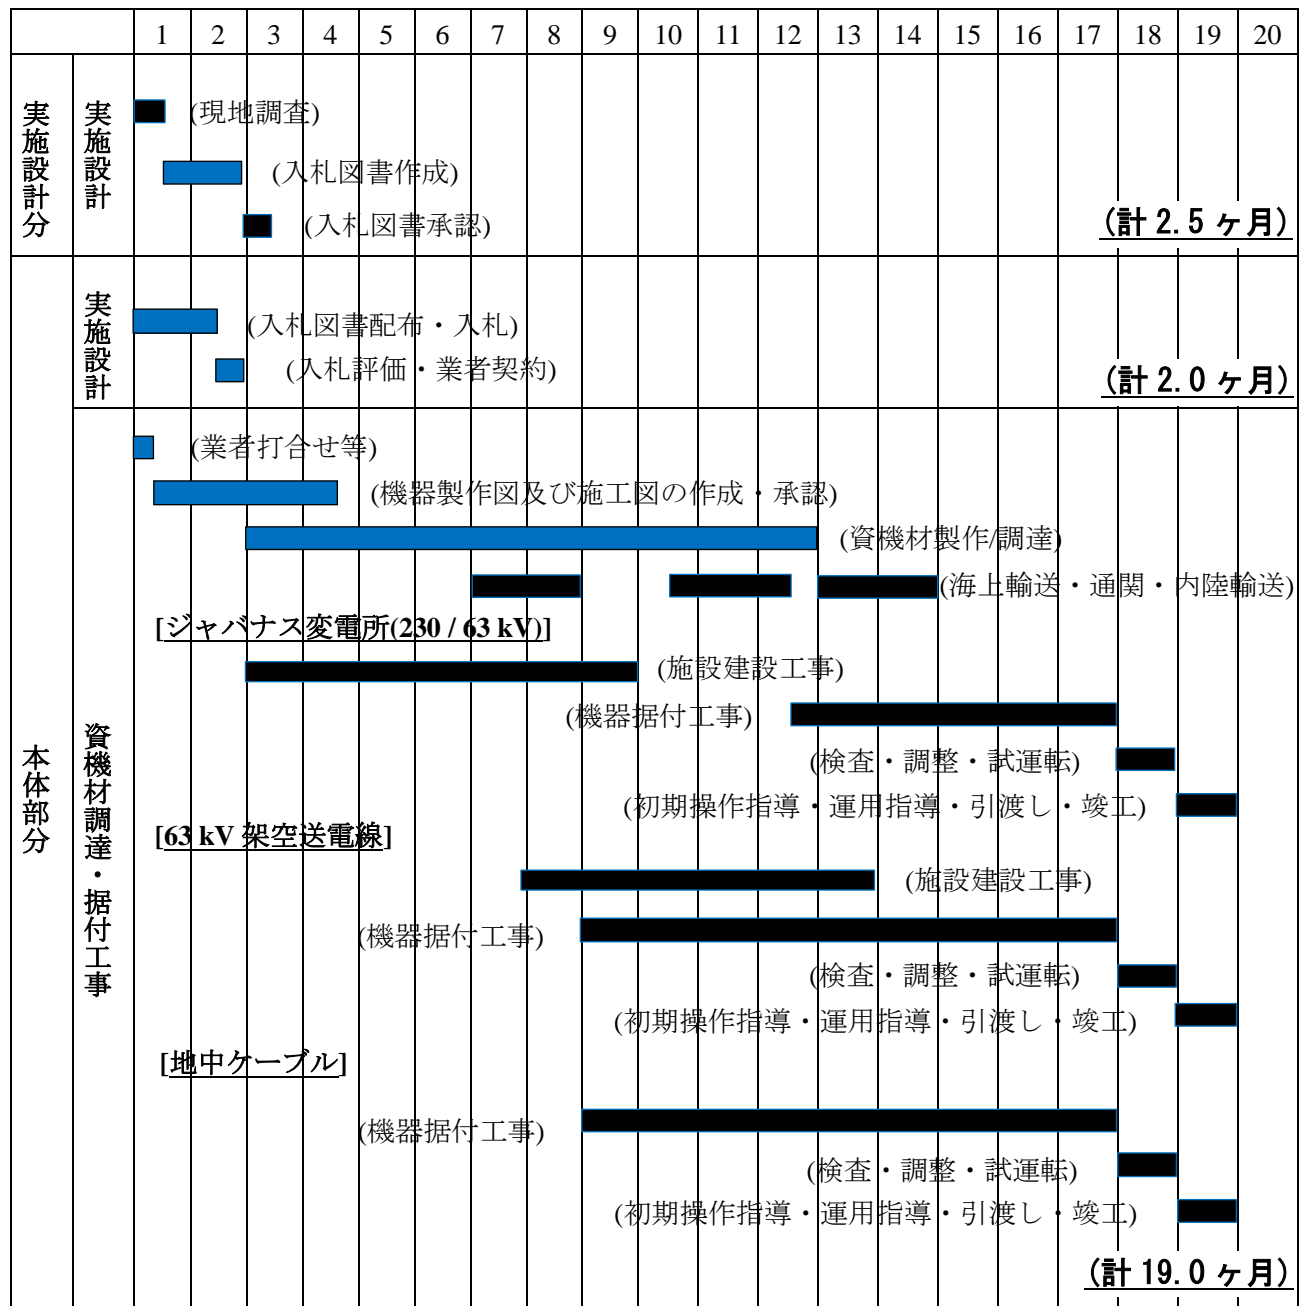 1 2 3 4 5 6 7 8 9 10 11 12 13 14 15 16 17 18 19 20
実施設計分
実施設計
(現地調査)
(入札図書作成)
(入札図書承認)
(計 2.5 ヶ月)
本体部分
実施設計
(入札図書配布・入札)
(入札評価・業者契約)
(計 2.0 ヶ月)
資機材調達・据付工事
(業者打合せ等)
(機器製作図及び施工図の作成・承認)
(資機材製作/調達)
(海上輸送・通関・内陸輸送)
[ジャバナス変電所(230 / 63 kV)]
(施設建設工事)
(機器据付工事)
(検査・調整・試運転)
(初期操作指導・運用指導・引渡し・竣工)
[63 kV 架空送電線]
(施設建設工事)
(機器据付工事)
(検査・調整・試運転)
(初期操作指導・運用指導・引渡し・竣工)
[地中ケーブル]
(機器据付工事)
(検査・調整・試運転)
(初期操作指導・運用指導・引渡し・竣工)
(計 19.0 ヶ月)